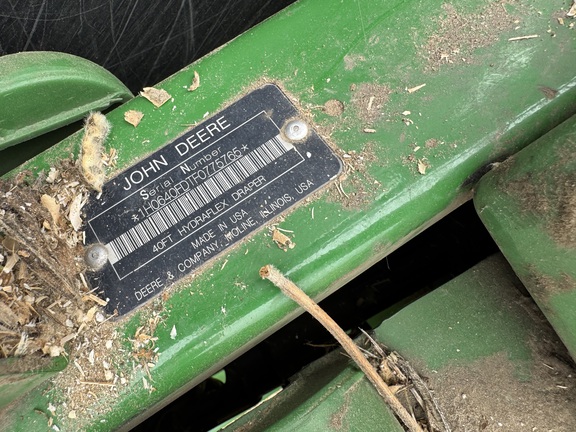 JOHN DEERE
Serial Number
*1H0640FDTF0775765*
40FT HYDRAFLEX DRAPER
MADE IN USA
DEERE & COMPANY, MOLINE, ILLINOIS, USA